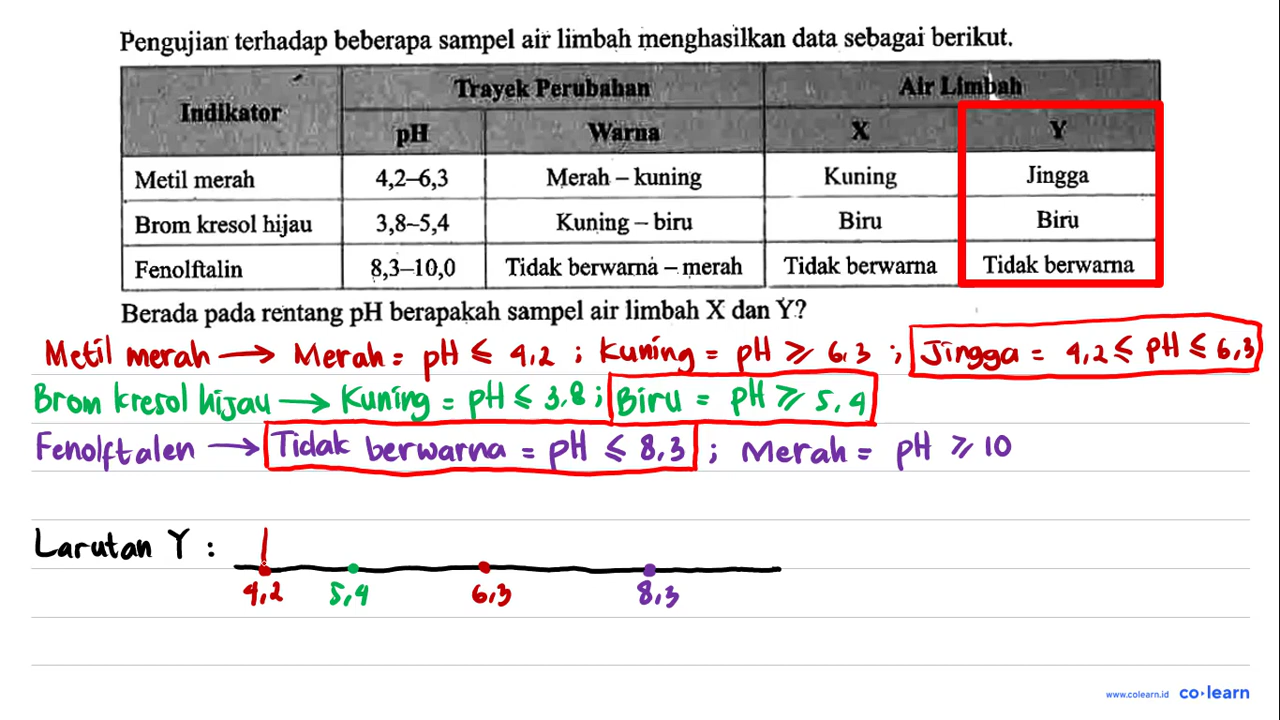 Pengujian terhadap beberapa sampel air limbah menghasilkan data sebagai berikut.
Indikator Trayek Perubahan Air Limbah
pH Warna X Y
Metil merah 4,2–6,3 Merah – kuning Kuning Jingga
Brom kresol hijau 3,8–5,4 Kuning – biru Biru Biru
Fenolftalin 8,3–10,0 Tidak berwarna – merah Tidak berwarna Tidak berwarna
Berada pada rentang pH berapakah sampel air limbah X dan Y?
Metil merah → Merah = pH ≤ 4,2 ; Kuning = pH ≥ 6,3 ; Jingga = 4,2 ≤ pH ≤ 6,3
Brom kresol hijau → Kuning = pH ≤ 3,8 ; Biru = pH ≥ 5,4
Fenolftalen → Tidak berwarna = pH ≤ 8,3 ; Merah = pH ≥ 10
Larutan Y :
4,2 5,4 6,3 8,3
www.colearn.id co·learn